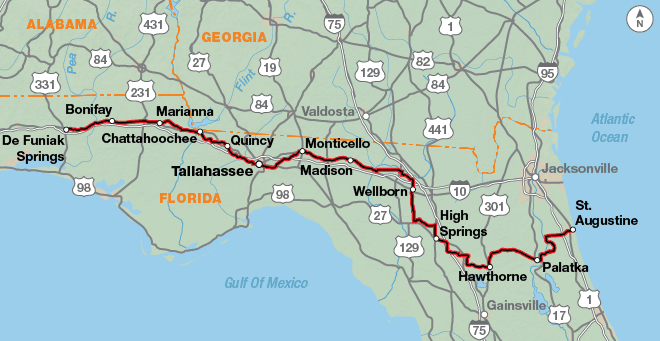 ALABAMA
431
GEORGIA
75
1
N
Pea
R.
84
27
Flint
R.
19
129
82
84
95
331
231
84
Valdosta
441
Atlantic
Ocean
Bonifay
Marianna
De Funiak
Springs
Chattahoochee
Quincy
Monticello
Jacksonville
Tallahassee
Madison
98
FLORIDA
98
Wellborn
10
27
301
High
Springs
St.
Augustine
129
Gulf Of Mexico
Hawthorne
Palatka
Gainsville
75
17
1